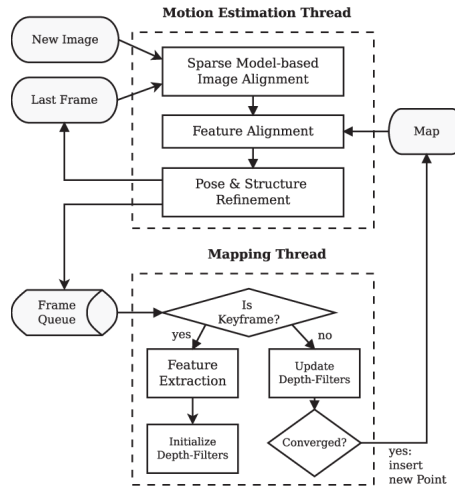 Motion Estimation Thread
New Image
Sparse Model-based
Image Alignment
Last Frame
Feature Alignment
Map
Pose & Structure
Refinement
Mapping Thread
Frame
Queue
Is
Keyframe?
yes
no
Feature
Extraction
Update
Depth-Filters
Initialize
Depth-Filters
Converged?
yes:
insert
new Point